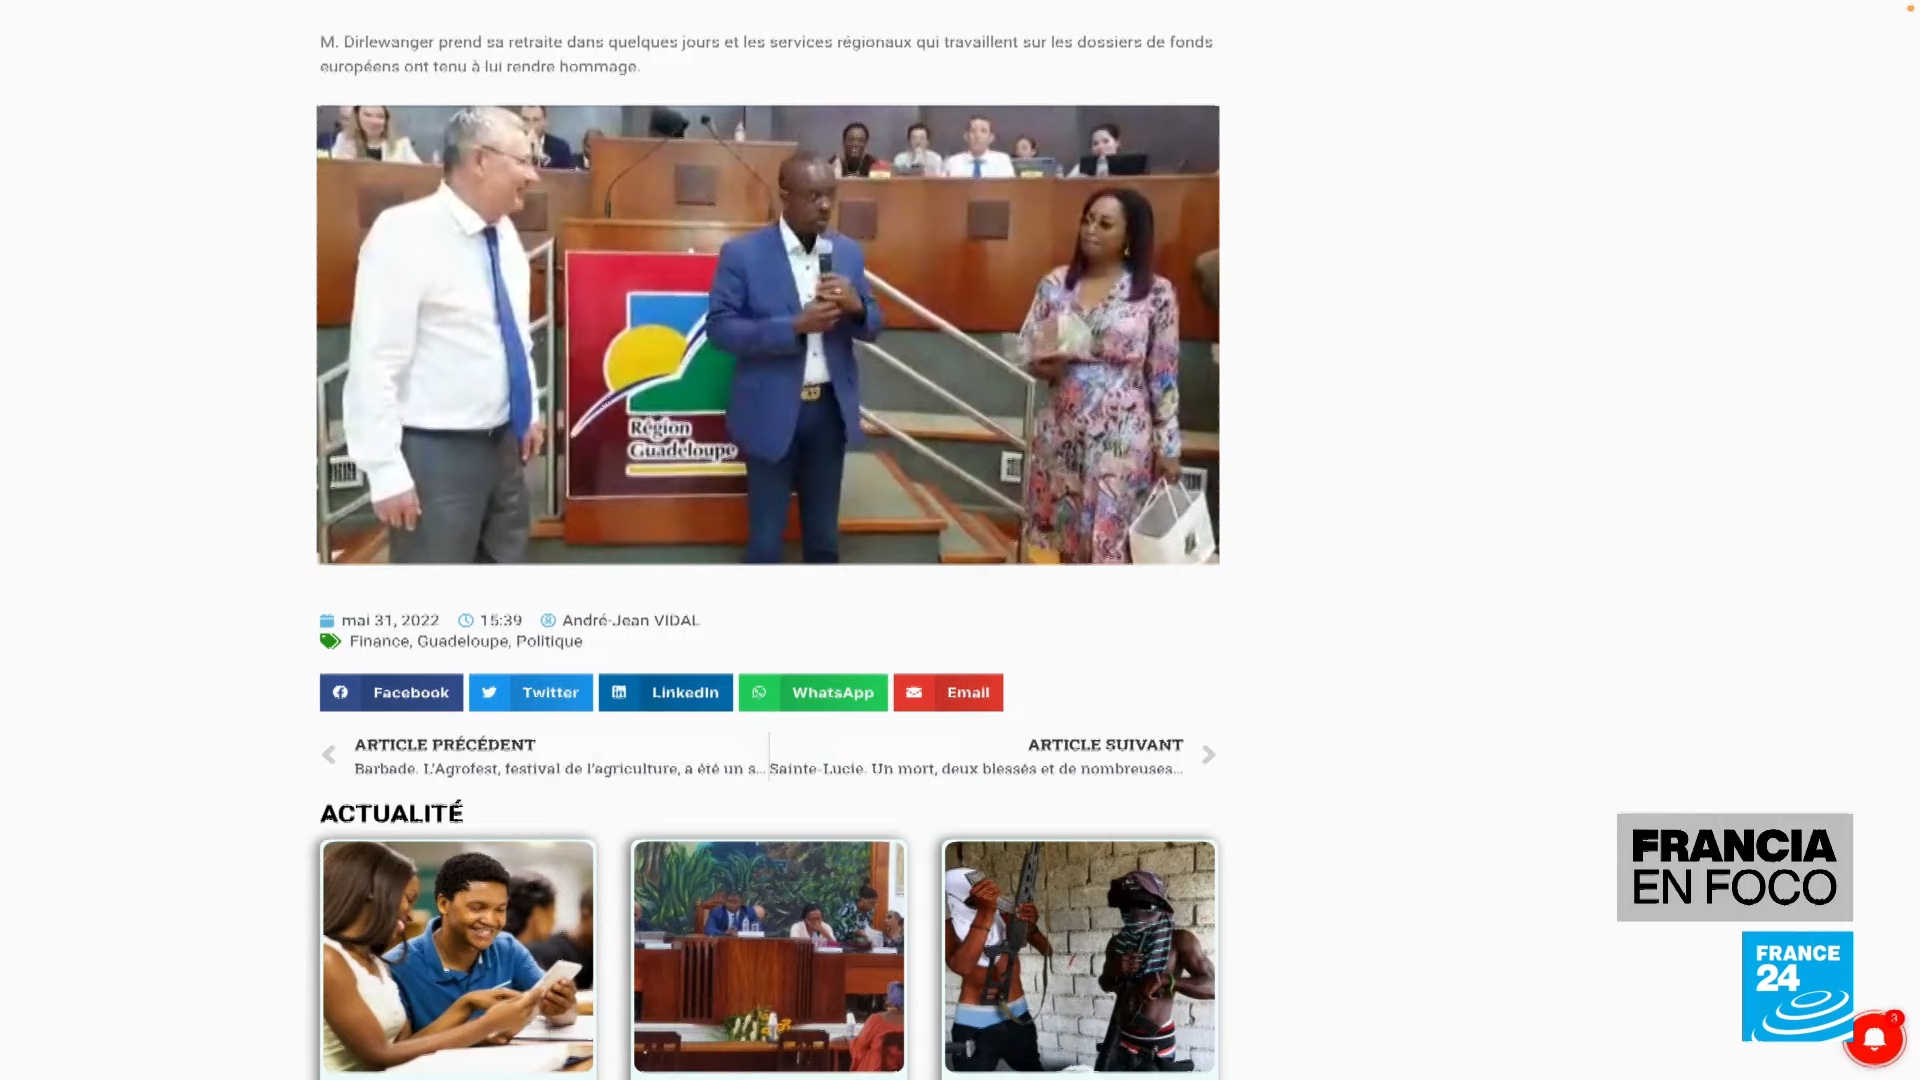 M. Dirlewanger prend sa retraite dans quelques jours et les services régionaux qui travaillent sur les dossiers de fonds
européens ont tenu à lui rendre hommage.
Région
Guadeloupe
mai 31, 2022 15:39 André-Jean VIDAL
Finance, Guadeloupe, Politique
Facebook Twitter LinkedIn WhatsApp Email
ARTICLE PRÉCÉDENT ARTICLE SUIVANT
Barbade. L'Agrofest, festival de l'agriculture, a été un s... Sainte-Lucie. Un mort, deux blessés et de nombreuses...
ACTUALITÉ
FRANCIA
EN FOCO
FRANCE
24
3